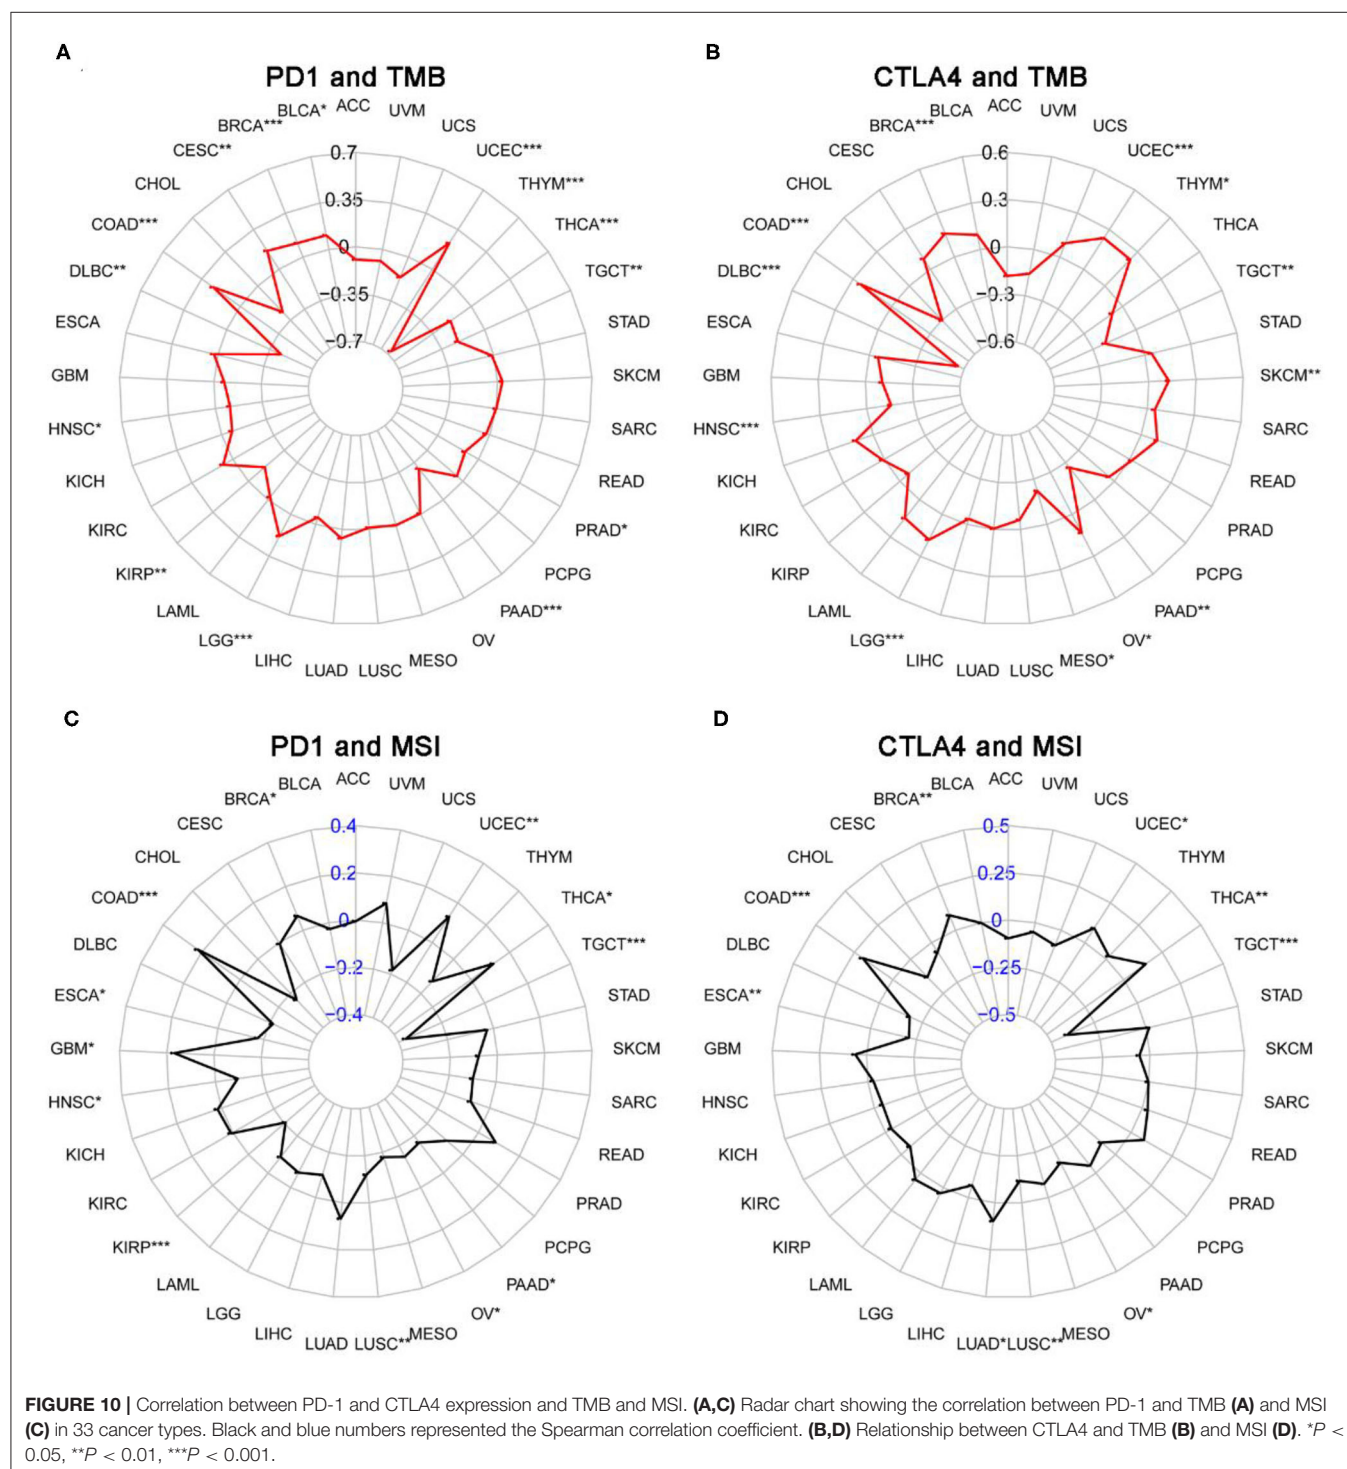 A
PD1 and TMB
ACC
UVM
UCS
UCEC***
THYM***
THCA***
TGCT**
STAD
SKCM
SARC
READ
PRAD*
PCPG
PAAD***
OV
MESO
LUSC
LUAD
LIHC
LGG***
LAML
KIRP**
KIRC
KICH
HNSC*
GBM
ESCA
DLBC**
COAD***
CHOL
CESC**
BRCA***
BLCA*
0.7
0.35
0
−0.35
−0.7
B
CTLA4 and TMB
ACC
UVM
UCS
UCEC***
THYM*
THCA
TGCT**
STAD
SKCM**
SARC
READ
PRAD
PCPG
PAAD**
OV*
MESO*
LUSC
LUAD
LIHC
LGG***
LAML
KIRP
KIRC
KICH
HNSC***
GBM
ESCA
DLBC***
COAD***
CHOL
CESC
BRCA***
BLCA
0.6
0.3
0
−0.3
−0.6
C
PD1 and MSI
ACC
UVM
UCS
UCEC**
THYM
THCA*
TGCT***
STAD
SKCM
SARC
READ
PRAD
PCPG
PAAD*
OV*
MESO
LUSC**
LUAD
LIHC
LGG
LAML
KIRP***
KIRC
KICH
HNSC*
GBM*
ESCA*
DLBC
COAD***
CHOL
CESC
BRCA*
BLCA
0.4
0.2
0
−0.2
−0.4
D
CTLA4 and MSI
ACC
UVM
UCS
UCEC*
THYM
THCA**
TGCT***
STAD
SKCM
SARC
READ
PRAD
PCPG
PAAD
OV*
MESO
LUSC**
LUAD*
LIHC
LGG
LAML
KIRP
KIRC
KICH
HNSC
GBM
ESCA**
DLBC
COAD***
CHOL
CESC
BRCA**
BLCA
0.5
0.25
0
−0.25
−0.5
FIGURE 10 | Correlation between PD-1 and CTLA4 expression and TMB and MSI. (A,C) Radar chart showing the correlation between PD-1 and TMB (A) and MSI
(C) in 33 cancer types. Black and blue numbers represented the Spearman correlation coefficient. (B,D) Relationship between CTLA4 and TMB (B) and MSI (D). *P <
0.05, **P < 0.01, ***P < 0.001.